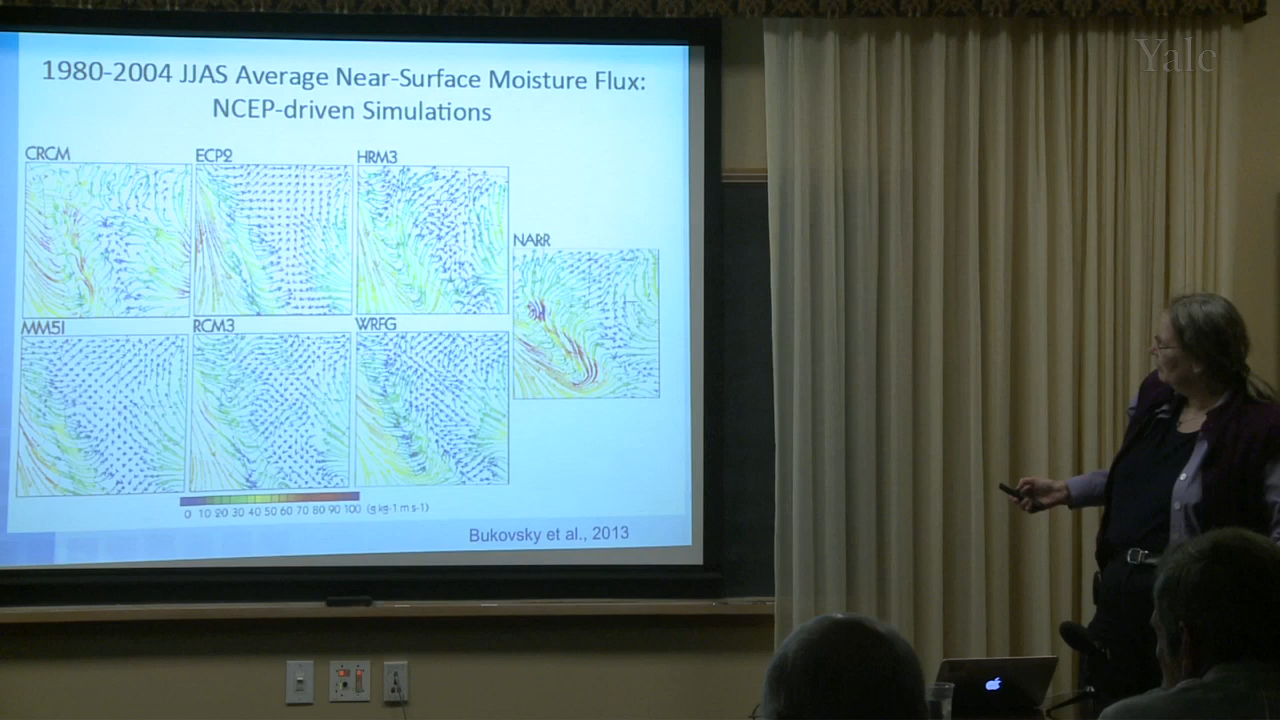 Yale
1980-2004 JJAS Average Near-Surface Moisture Flux:
NCEP-driven Simulations
CRCM
ECP2
HRM3
NARR
MM5I
RCM3
WRFG
0 10 20 30 40 50 60 70 80 90 100 (g kg-1 m s-1)
Bukovsky et al., 2013